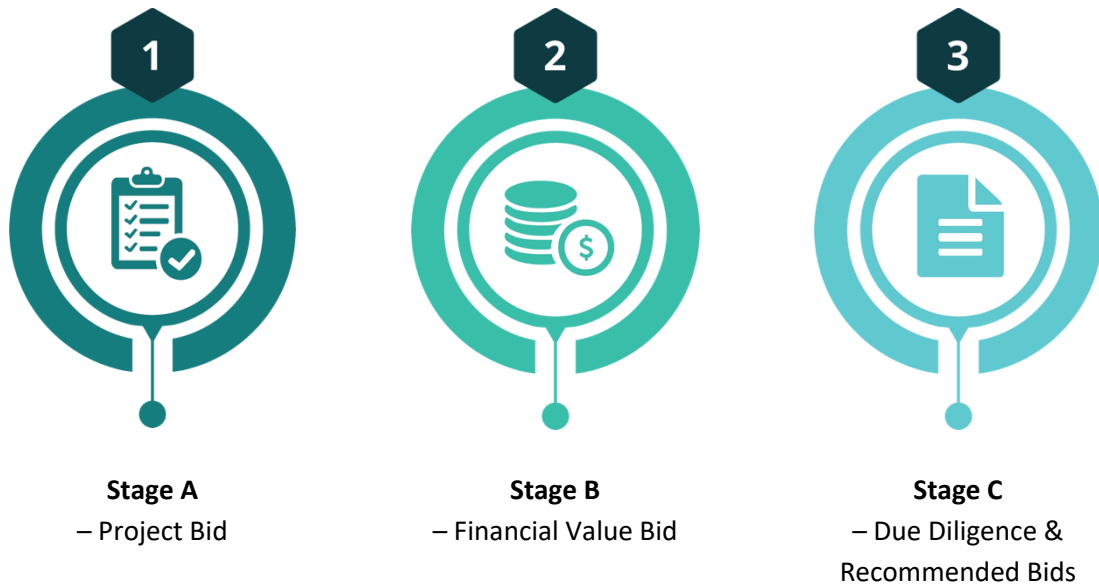 1
2
3
$
Stage A
– Project Bid
Stage B
– Financial Value Bid
Stage C
– Due Diligence &
Recommended Bids